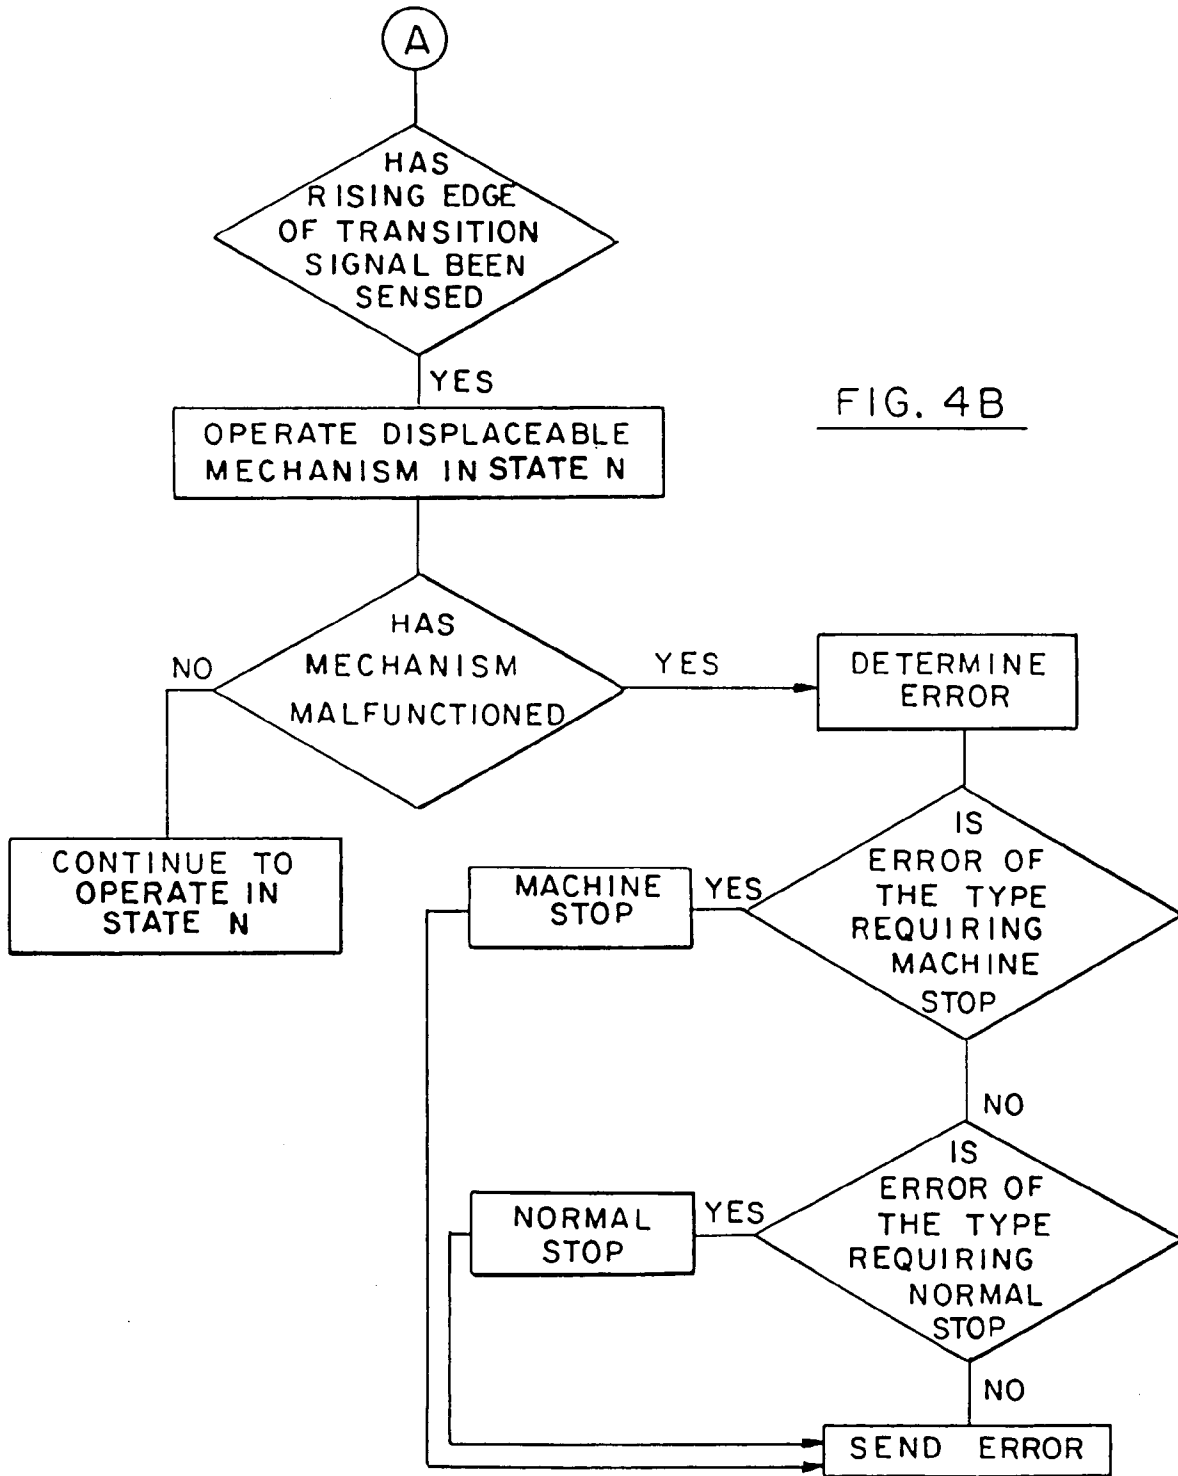 A
HAS
RISING EDGE
OF TRANSITION
SIGNAL BEEN
SENSED
YES
FIG. 4B
OPERATE DISPLACEABLE
MECHANISM IN STATE N
HAS
MECHANISM
MALFUNCTIONED
NO
YES
DETERMINE
ERROR
CONTINUE TO
OPERATE IN
STATE N
IS
ERROR OF
THE TYPE
REQUIRING
MACHINE
STOP
YES
MACHINE
STOP
NO
IS
ERROR OF
THE TYPE
REQUIRING
NORMAL
STOP
YES
NORMAL
STOP
NO
SEND ERROR